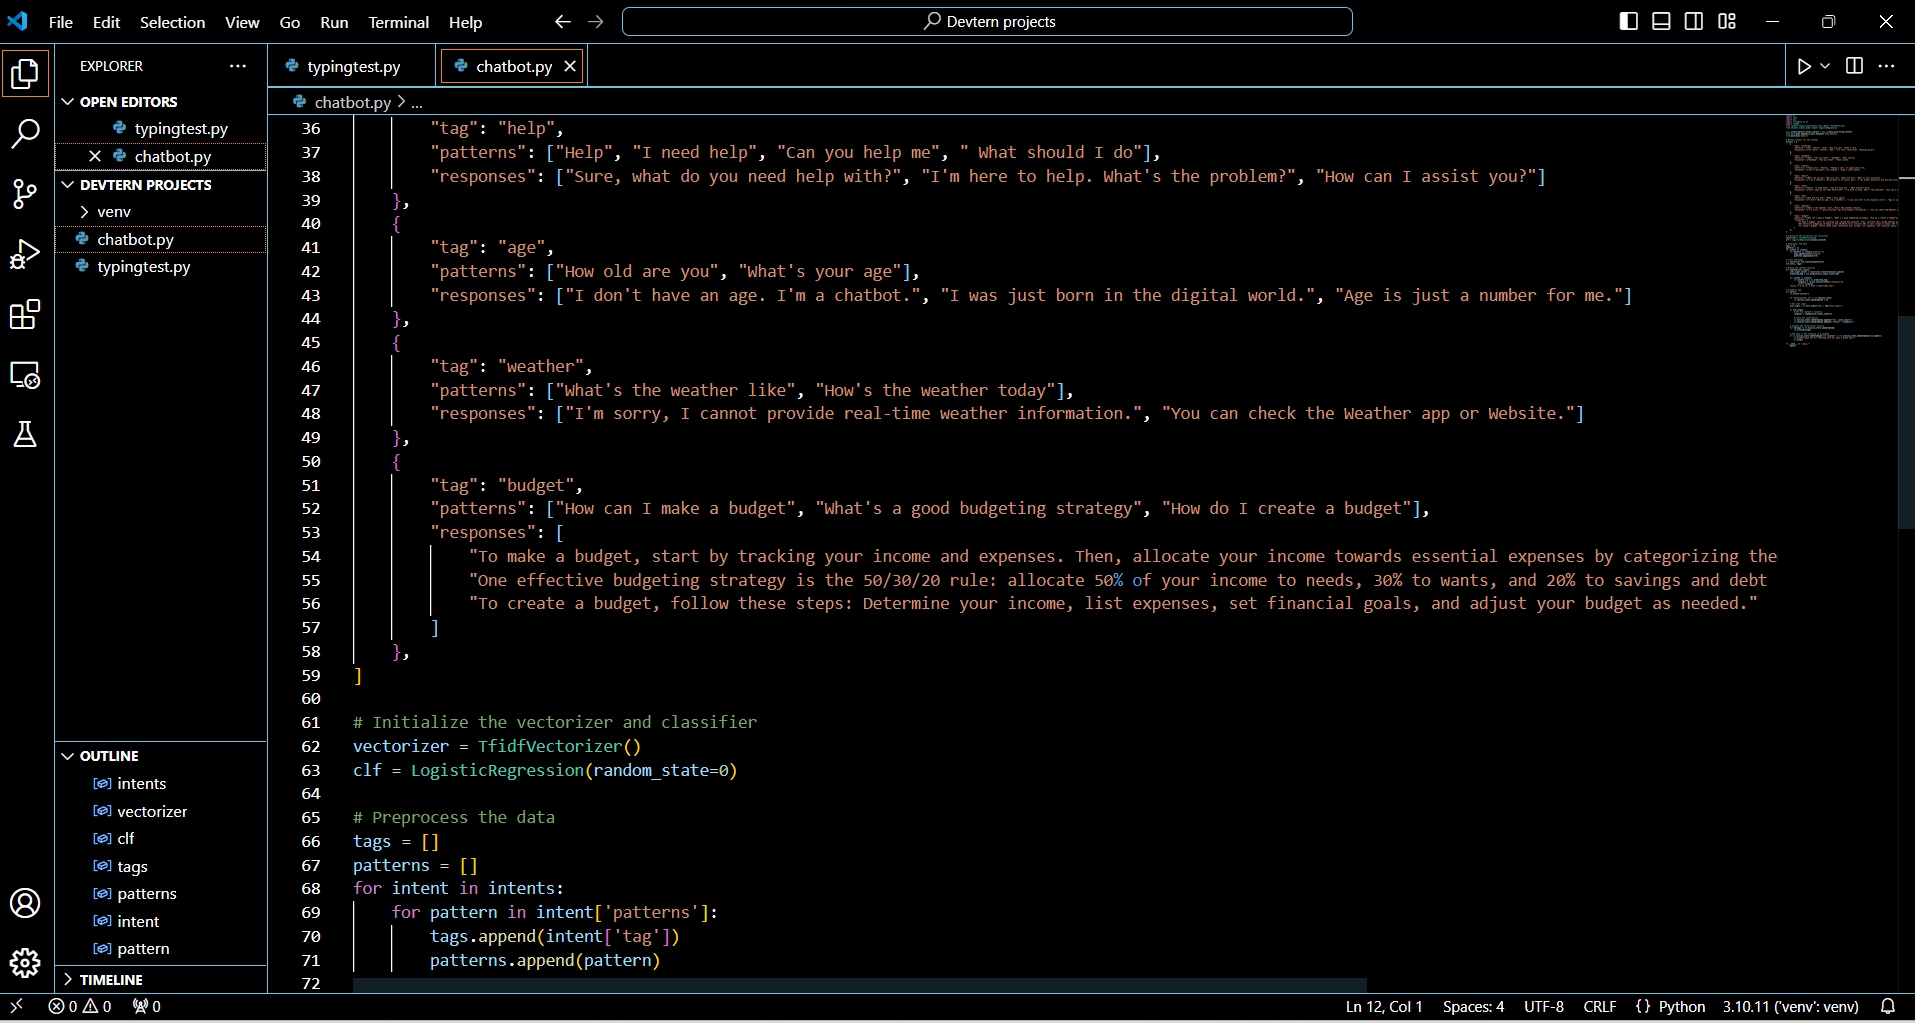 File Edit Selection View Go Run Terminal Help
Devtern projects
EXPLORER
OPEN EDITORS
typingtest.py
chatbot.py
DEVTERN PROJECTS
venv
chatbot.py
typingtest.py
OUTLINE
intents
vectorizer
clf
tags
patterns
intent
pattern
TIMELINE
typingtest.py chatbot.py
chatbot.py > ...
36 "tag": "help",
37 "patterns": ["Help", "I need help", "Can you help me", " What should I do"],
38 "responses": ["Sure, what do you need help with?", "I'm here to help. What's the problem?", "How can I assist you?"]
39 },
40 {
41 "tag": "age",
42 "patterns": ["How old are you", "What's your age"],
43 "responses": ["I don't have an age. I'm a chatbot.", "I was just born in the digital world.", "Age is just a number for me."]
44 },
45 {
46 "tag": "weather",
47 "patterns": ["What's the weather like", "How's the weather today"],
48 "responses": ["I'm sorry, I cannot provide real-time weather information.", "You can check the Weather app or Website."]
49 },
50 {
51 "tag": "budget",
52 "patterns": ["How can I make a budget", "What's a good budgeting strategy", "How do I create a budget"],
53 "responses": [
54 "To make a budget, start by tracking your income and expenses. Then, allocate your income towards essential expenses by categorizing the
55 "One effective budgeting strategy is the 50/30/20 rule: allocate 50% of your income to needs, 30% to wants, and 20% to savings and debt
56 "To create a budget, follow these steps: Determine your income, list expenses, set financial goals, and adjust your budget as needed."
57 ]
58 },
59 ]
60
61 # Initialize the vectorizer and classifier
62 vectorizer = TfidfVectorizer()
63 clf = LogisticRegression(random_state=0)
64
65 # Preprocess the data
66 tags = []
67 patterns = []
68 for intent in intents:
69 for pattern in intent['patterns']:
70 tags.append(intent['tag'])
71 patterns.append(pattern)
72
0 0 0 Ln 12, Col 1 Spaces: 4 UTF-8 CRLF {} Python 3.10.11 ('venv': venv)